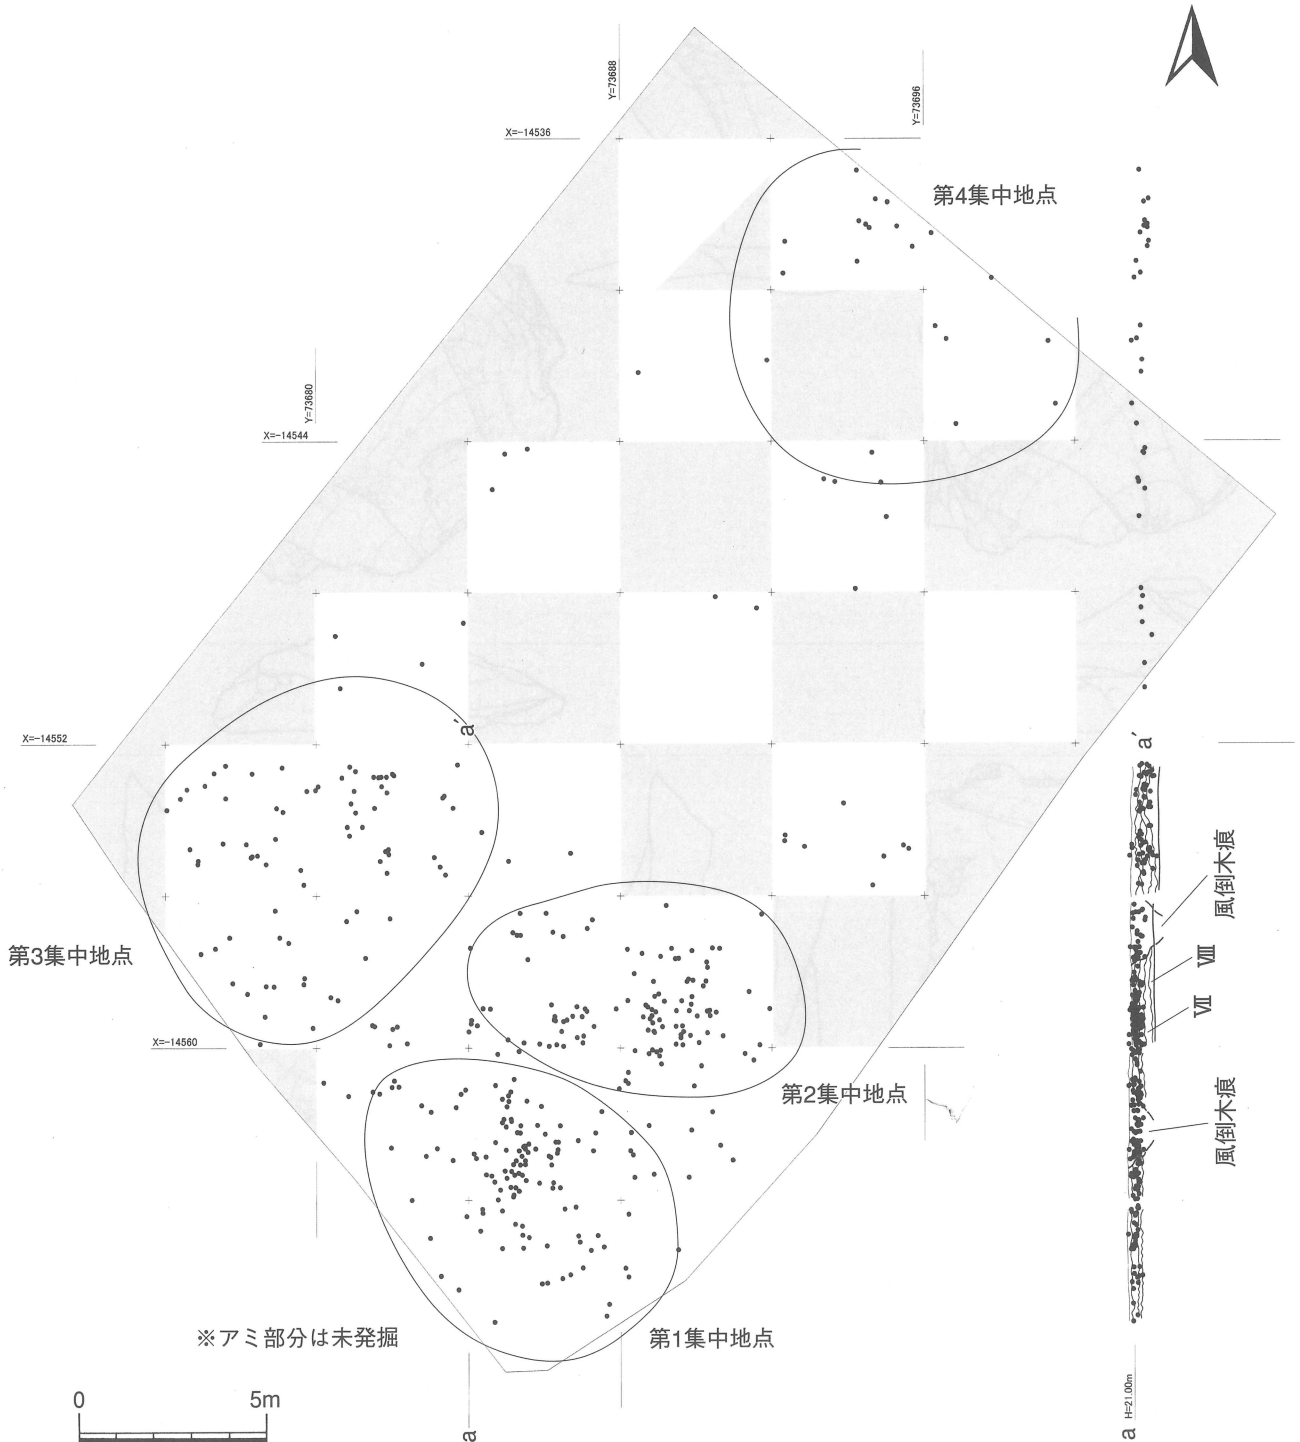 Y=73688
Y=73696
X=-14536
第4集中地点
Y=73680
X=-14544
X=-14552
a´
a´
風倒木痕
Ⅷ
Ⅶ
第3集中地点
X=-14560
第2集中地点
風倒木痕
※アミ部分は未発掘
第1集中地点
0 5m
a
a H=21.00m